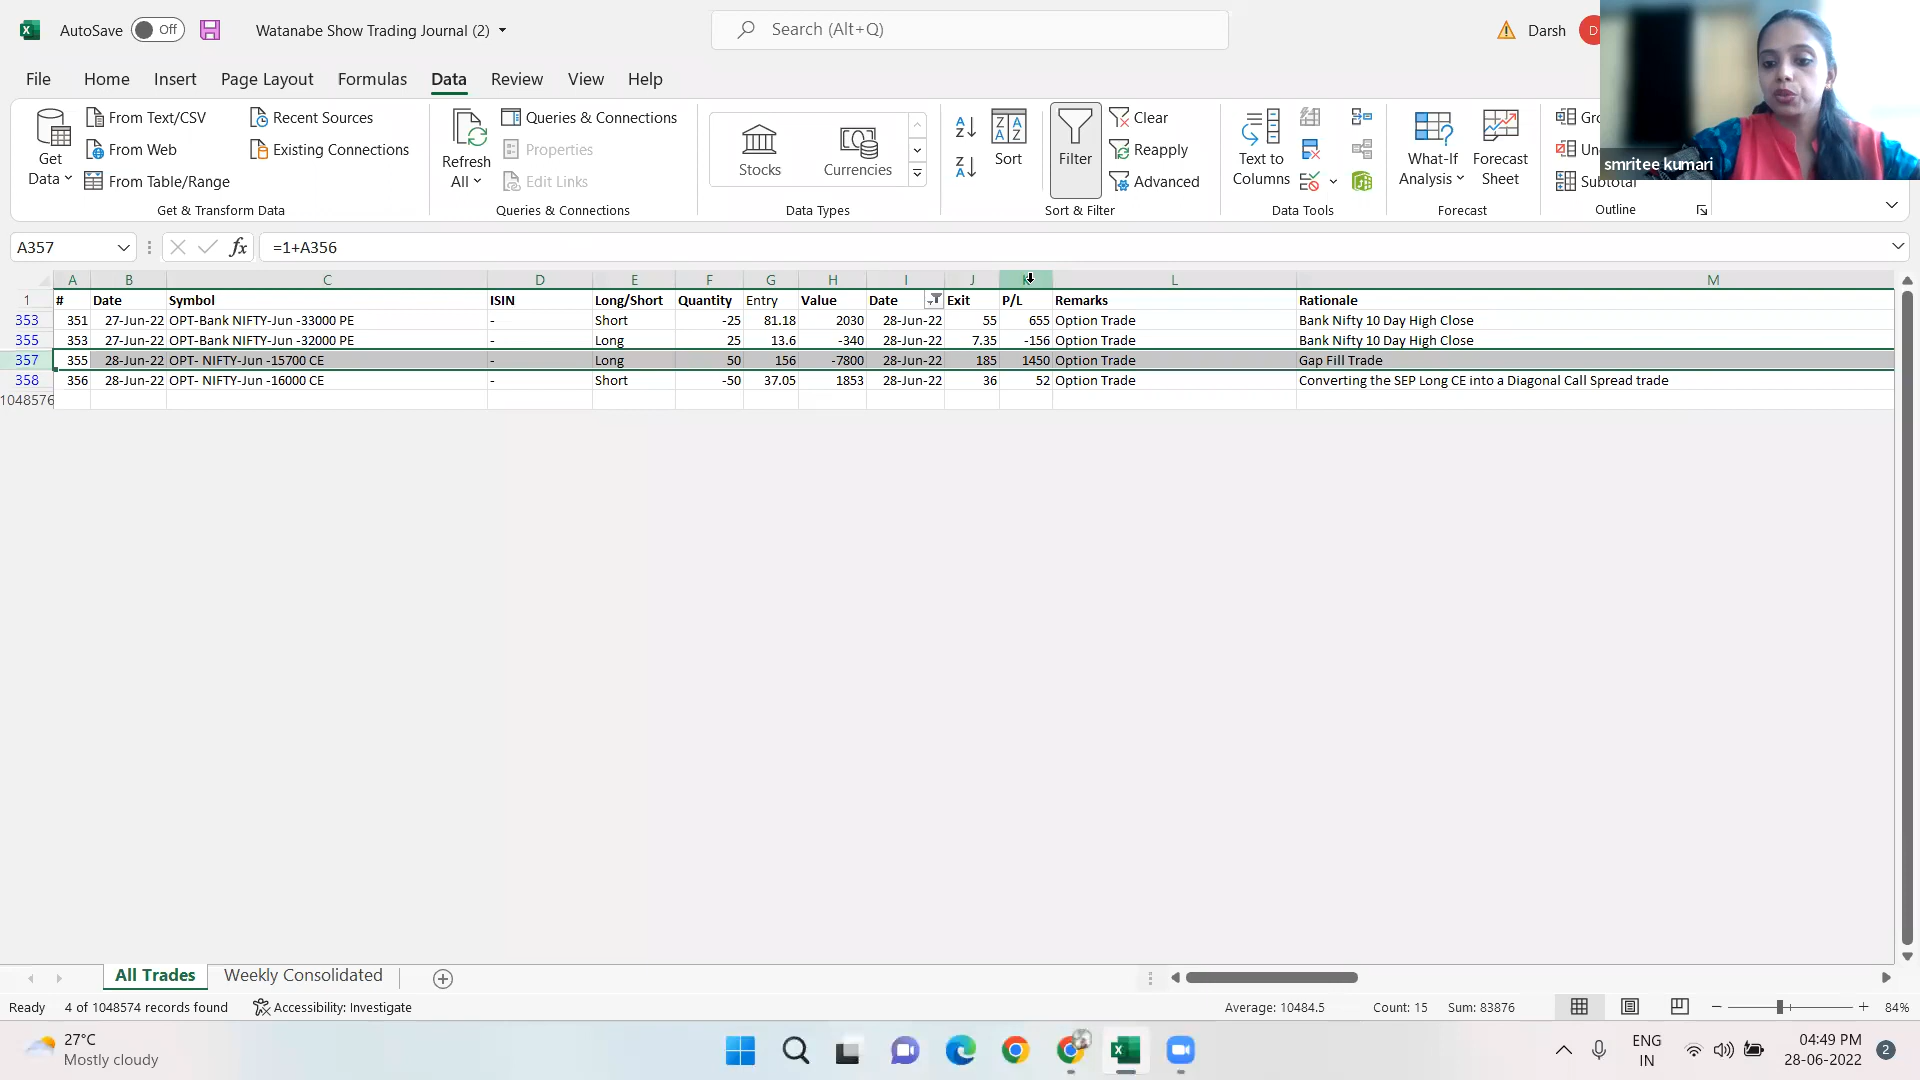 AutoSave Off Watanabe Show Trading Journal (2) Search (Alt+Q) Darsh D
File Home Insert Page Layout Formulas Data Review View Help
Get Data
From Text/CSV
From Web
From Table/Range
Recent Sources
Existing Connections
Get & Transform Data
Refresh All
Queries & Connections
Properties
Edit Links
Queries & Connections
Stocks Currencies
Data Types
Sort
Filter
Clear
Reapply
Advanced
Sort & Filter
Text to Columns
Data Tools
What-If Analysis
Forecast Sheet
Forecast
Subtotal
Outline
smritee kumari
A357 fx =1+A356
A B C D E F G H I J K L M
1 # Date Symbol ISIN Long/Short Quantity Entry Value Date Exit P/L Remarks Rationale
353 351 27-Jun-22 OPT-Bank NIFTY-Jun -33000 PE - Short -25 81.18 2030 28-Jun-22 55 655 Option Trade Bank Nifty 10 Day High Close
355 353 27-Jun-22 OPT-Bank NIFTY-Jun -32000 PE - Long 25 13.6 -340 28-Jun-22 7.35 -156 Option Trade Bank Nifty 10 Day High Close
357 355 28-Jun-22 OPT- NIFTY-Jun -15700 CE - Long 50 156 -7800 28-Jun-22 185 1450 Option Trade Gap Fill Trade
358 356 28-Jun-22 OPT- NIFTY-Jun -16000 CE - Short -50 37.05 1853 28-Jun-22 36 52 Option Trade Converting the SEP Long CE into a Diagonal Call Spread trade
1048576
All Trades Weekly Consolidated
Ready 4 of 1048574 records found Accessibility: Investigate Average: 10484.5 Count: 15 Sum: 83876 84%
27°C
Mostly cloudy
ENG
IN
04:49 PM
28-06-2022
2